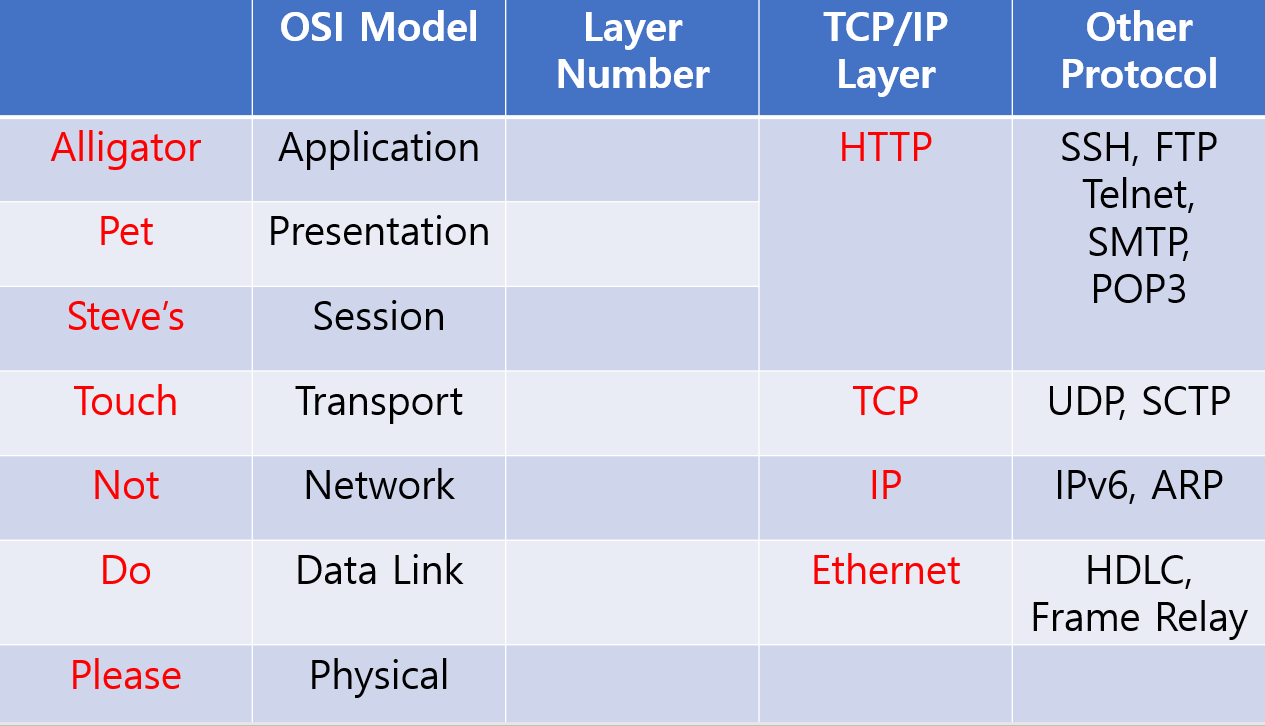 OSI Model
Layer
Number
TCP/IP
Layer
Other
Protocol
Alligator
Application
HTTP
SSH, FTP
Telnet,
SMTP,
POP3
Pet
Presentation
Steve’s
Session
Touch
Transport
TCP
UDP, SCTP
Not
Network
IP
IPv6, ARP
Do
Data Link
Ethernet
HDLC,
Frame Relay
Please
Physical